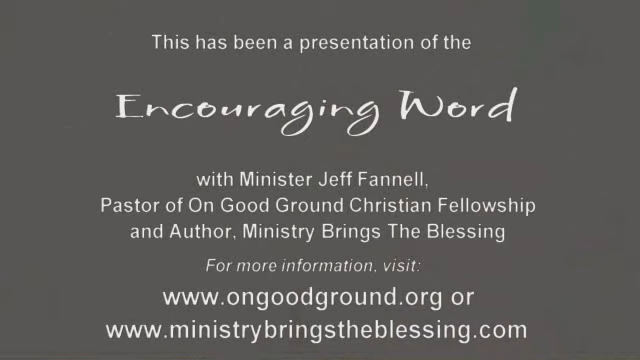 This has been a presentation of the
Encouraging Word
with Minister Jeff Fannell,
Pastor of On Good Ground Christian Fellowship
and Author, Ministry Brings The Blessing
For more information, visit:
www.ongoodground.org or
www.ministrybringstheblessing.com